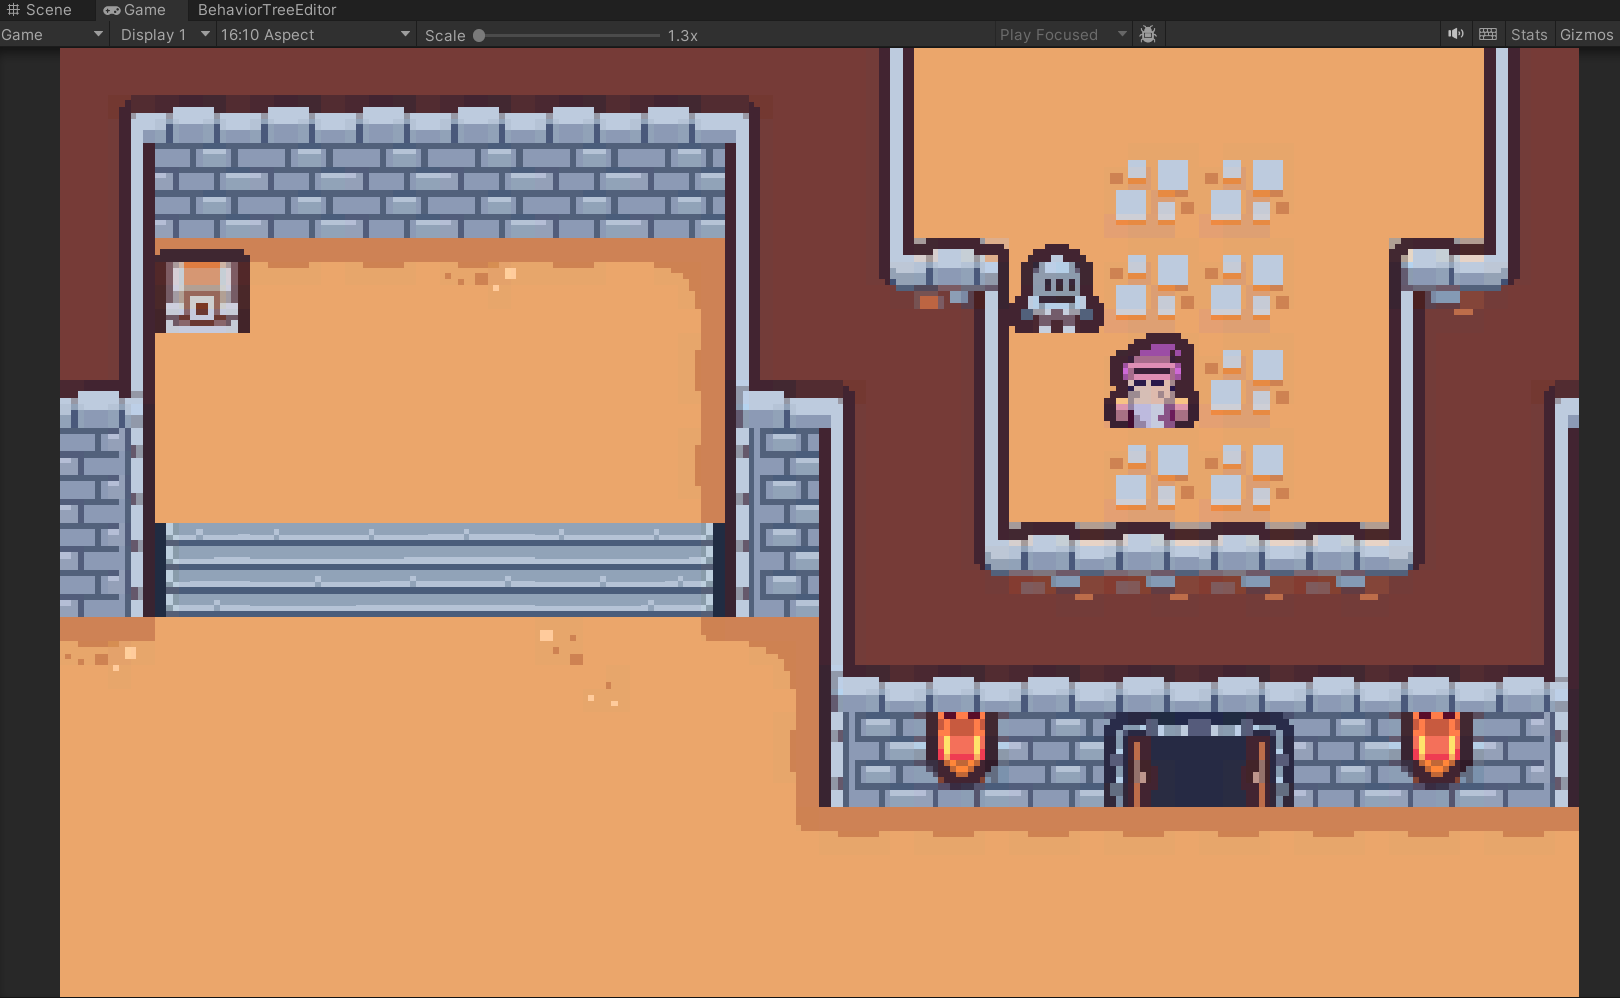 Scene Game BehaviorTreeEditor
Game Display 1 16:10 Aspect Scale 1.3x Play Focused Stats Gizmos